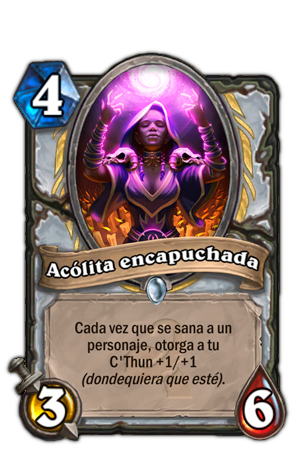 4
Acólita encapuchada
Cada vez que se sana a un
personaje, otorga a tu
C'Thun +1/+1
(dondequiera que esté).
3
6